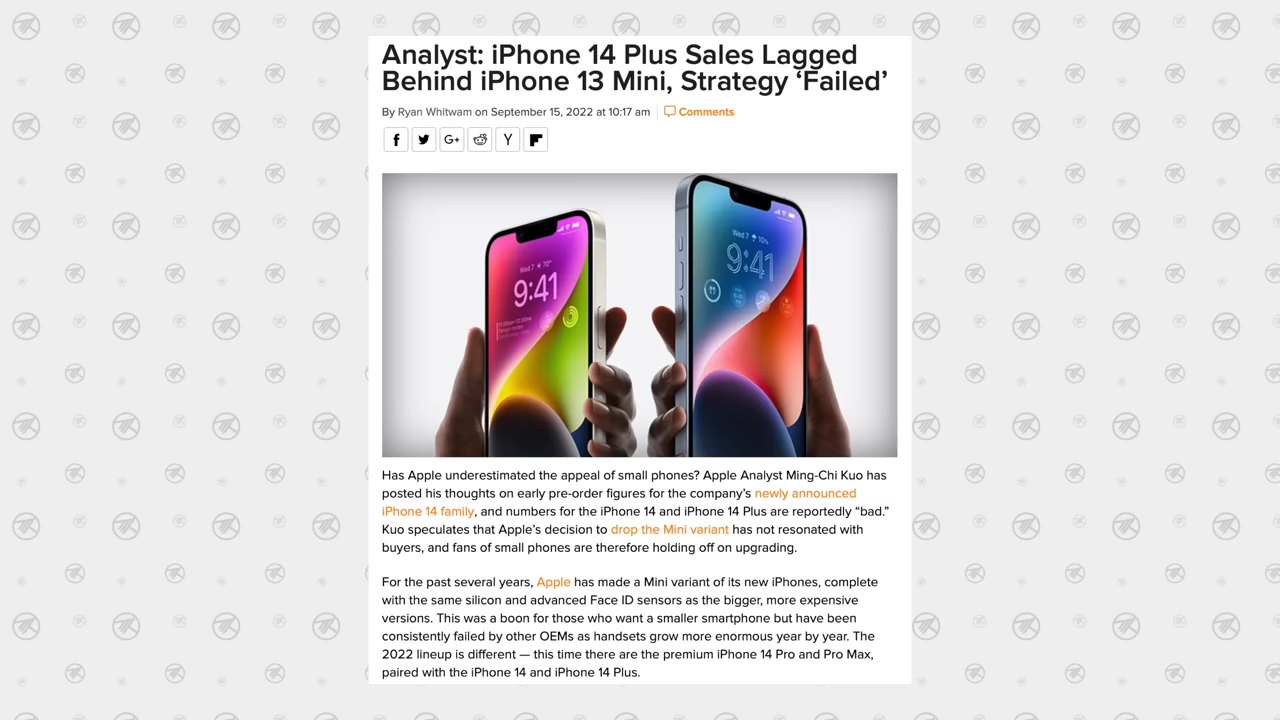 Analyst: iPhone 14 Plus Sales Lagged
Behind iPhone 13 Mini, Strategy ‘Failed’
By Ryan Whitwam on September 15, 2022 at 10:17 am Comments
f G+ Y
Wed 7 70°
9:41
Wed 7 10%
9:41
Has Apple underestimated the appeal of small phones? Apple Analyst Ming-Chi Kuo has
posted his thoughts on early pre-order figures for the company’s newly announced
iPhone 14 family, and numbers for the iPhone 14 and iPhone 14 Plus are reportedly “bad.”
Kuo speculates that Apple’s decision to drop the Mini variant has not resonated with
buyers, and fans of small phones are therefore holding off on upgrading.
For the past several years, Apple has made a Mini variant of its new iPhones, complete
with the same silicon and advanced Face ID sensors as the bigger, more expensive
versions. This was a boon for those who want a smaller smartphone but have been
consistently failed by other OEMs as handsets grow more enormous year by year. The
2022 lineup is different — this time there are the premium iPhone 14 Pro and Pro Max,
paired with the iPhone 14 and iPhone 14 Plus.